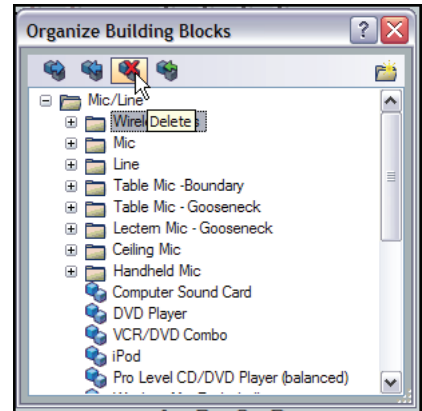 Organize Building Blocks
Mic/Line
Delete
Mic
Line
Table Mic -Boundary
Table Mic - Gooseneck
Lectern Mic - Gooseneck
Ceiling Mic
Handheld Mic
Computer Sound Card
DVD Player
VCR/DVD Combo
iPod
Pro Level CD/DVD Player (balanced)